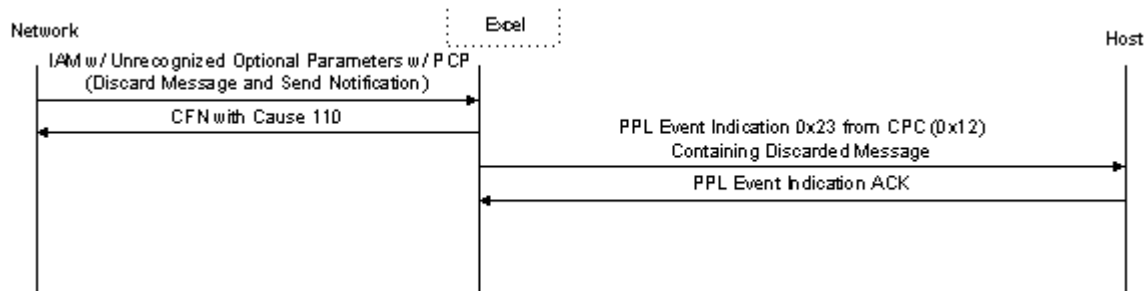 Network
Excel
Host
IAM w/ Unrecognized Optional Parameters w/ PCP
(Discard Message and Send Notification)
CFN with Cause 110
PPL Event Indication 0x23 from CPC (0x12)
Containing Discarded Message
PPL Event Indication ACK